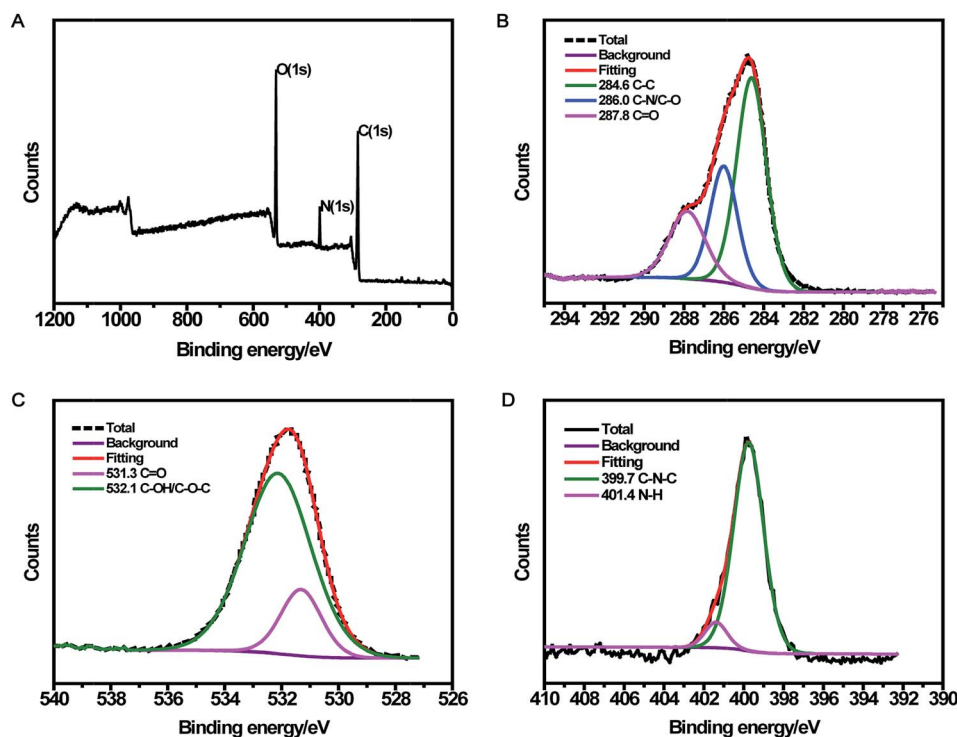 A
O(1s)
C(1s)
N(1s)
Counts
1200 1000 800 600 400 200 0
Binding energy/eV
B
Total
Background
Fitting
284.6 C-C
286.0 C-N/C-O
287.8 C=O
Counts
294 292 290 288 286 284 282 280 278 276
Binding energy/eV
C
Total
Background
Fitting
531.3 C=O
532.1 C-OH/C-O-C
Counts
540 538 536 534 532 530 528 526
Binding energy/eV
D
Total
Background
Fitting
399.7 C-N-C
401.4 N-H
Counts
410 408 406 404 402 400 398 396 394 392 390
Binding energy/eV